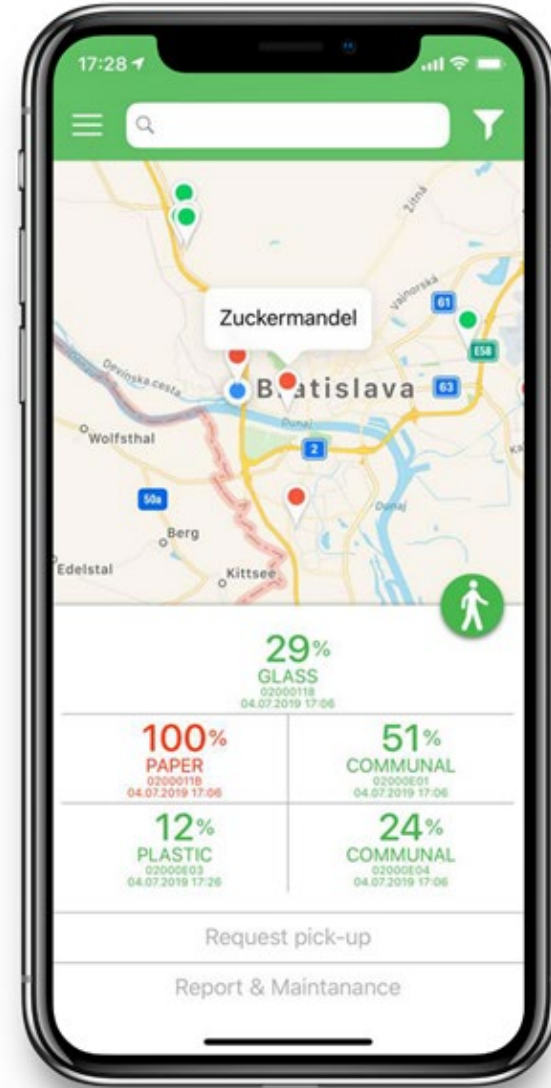 17:28
Žitná
Vajnorská
61
Zuckermandel
E58
Devínska cesta
Bratislava
63
Wolfsthal
Dunaj
2
50a
Dunaj
Berg
Edelstal
Kittsee
29%
GLASS
02000118
04.07.2019 17:06
100%
PAPER
0200011B
04.07.2019 17:06
51%
COMMUNAL
02000E01
04.07.2019 17:06
12%
PLASTIC
02000E03
04.07.2019 17:26
24%
COMMUNAL
02000E04
04.07.2019 17:06
Request pick-up
Report & Maintanance